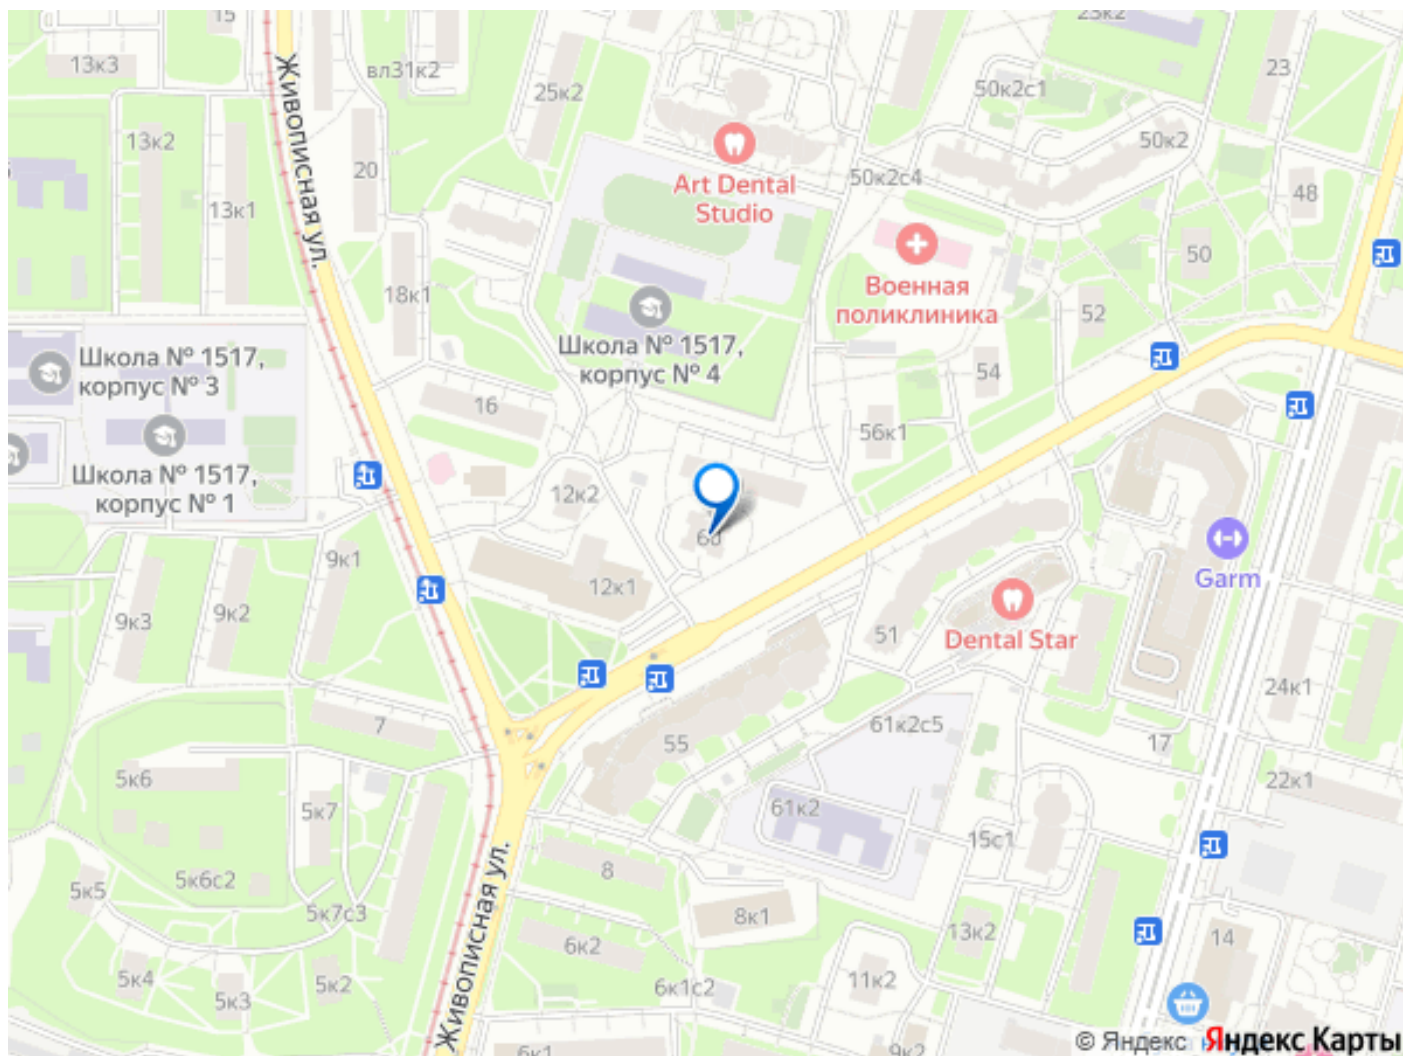 15
23к2
13к3
вл31к2
23
25к2
50к2с1
13к2
50к2
20
Art Dental
Studio
50к2с4
48
13к1
Живописная ул.
50
18к1
Военная
поликлиника
52
Школа № 1517,
корпус № 4
Школа № 1517,
корпус № 3
54
16
56к1
Школа № 1517,
корпус № 1
12к2
9к1
Garm
12к1
9к3
9к2
51
Dental Star
24к1
7
61к2с5
55
17
5к6
22к1
5к7
61к2
15с1
8
5к6с2
5к5
5к7с3
8к1
13к2
14
6к2
Живописная ул.
5к4
5к3
5к2
6к1с2
11к2
6к1
9к2
© Яндекс
Яндекс Карты